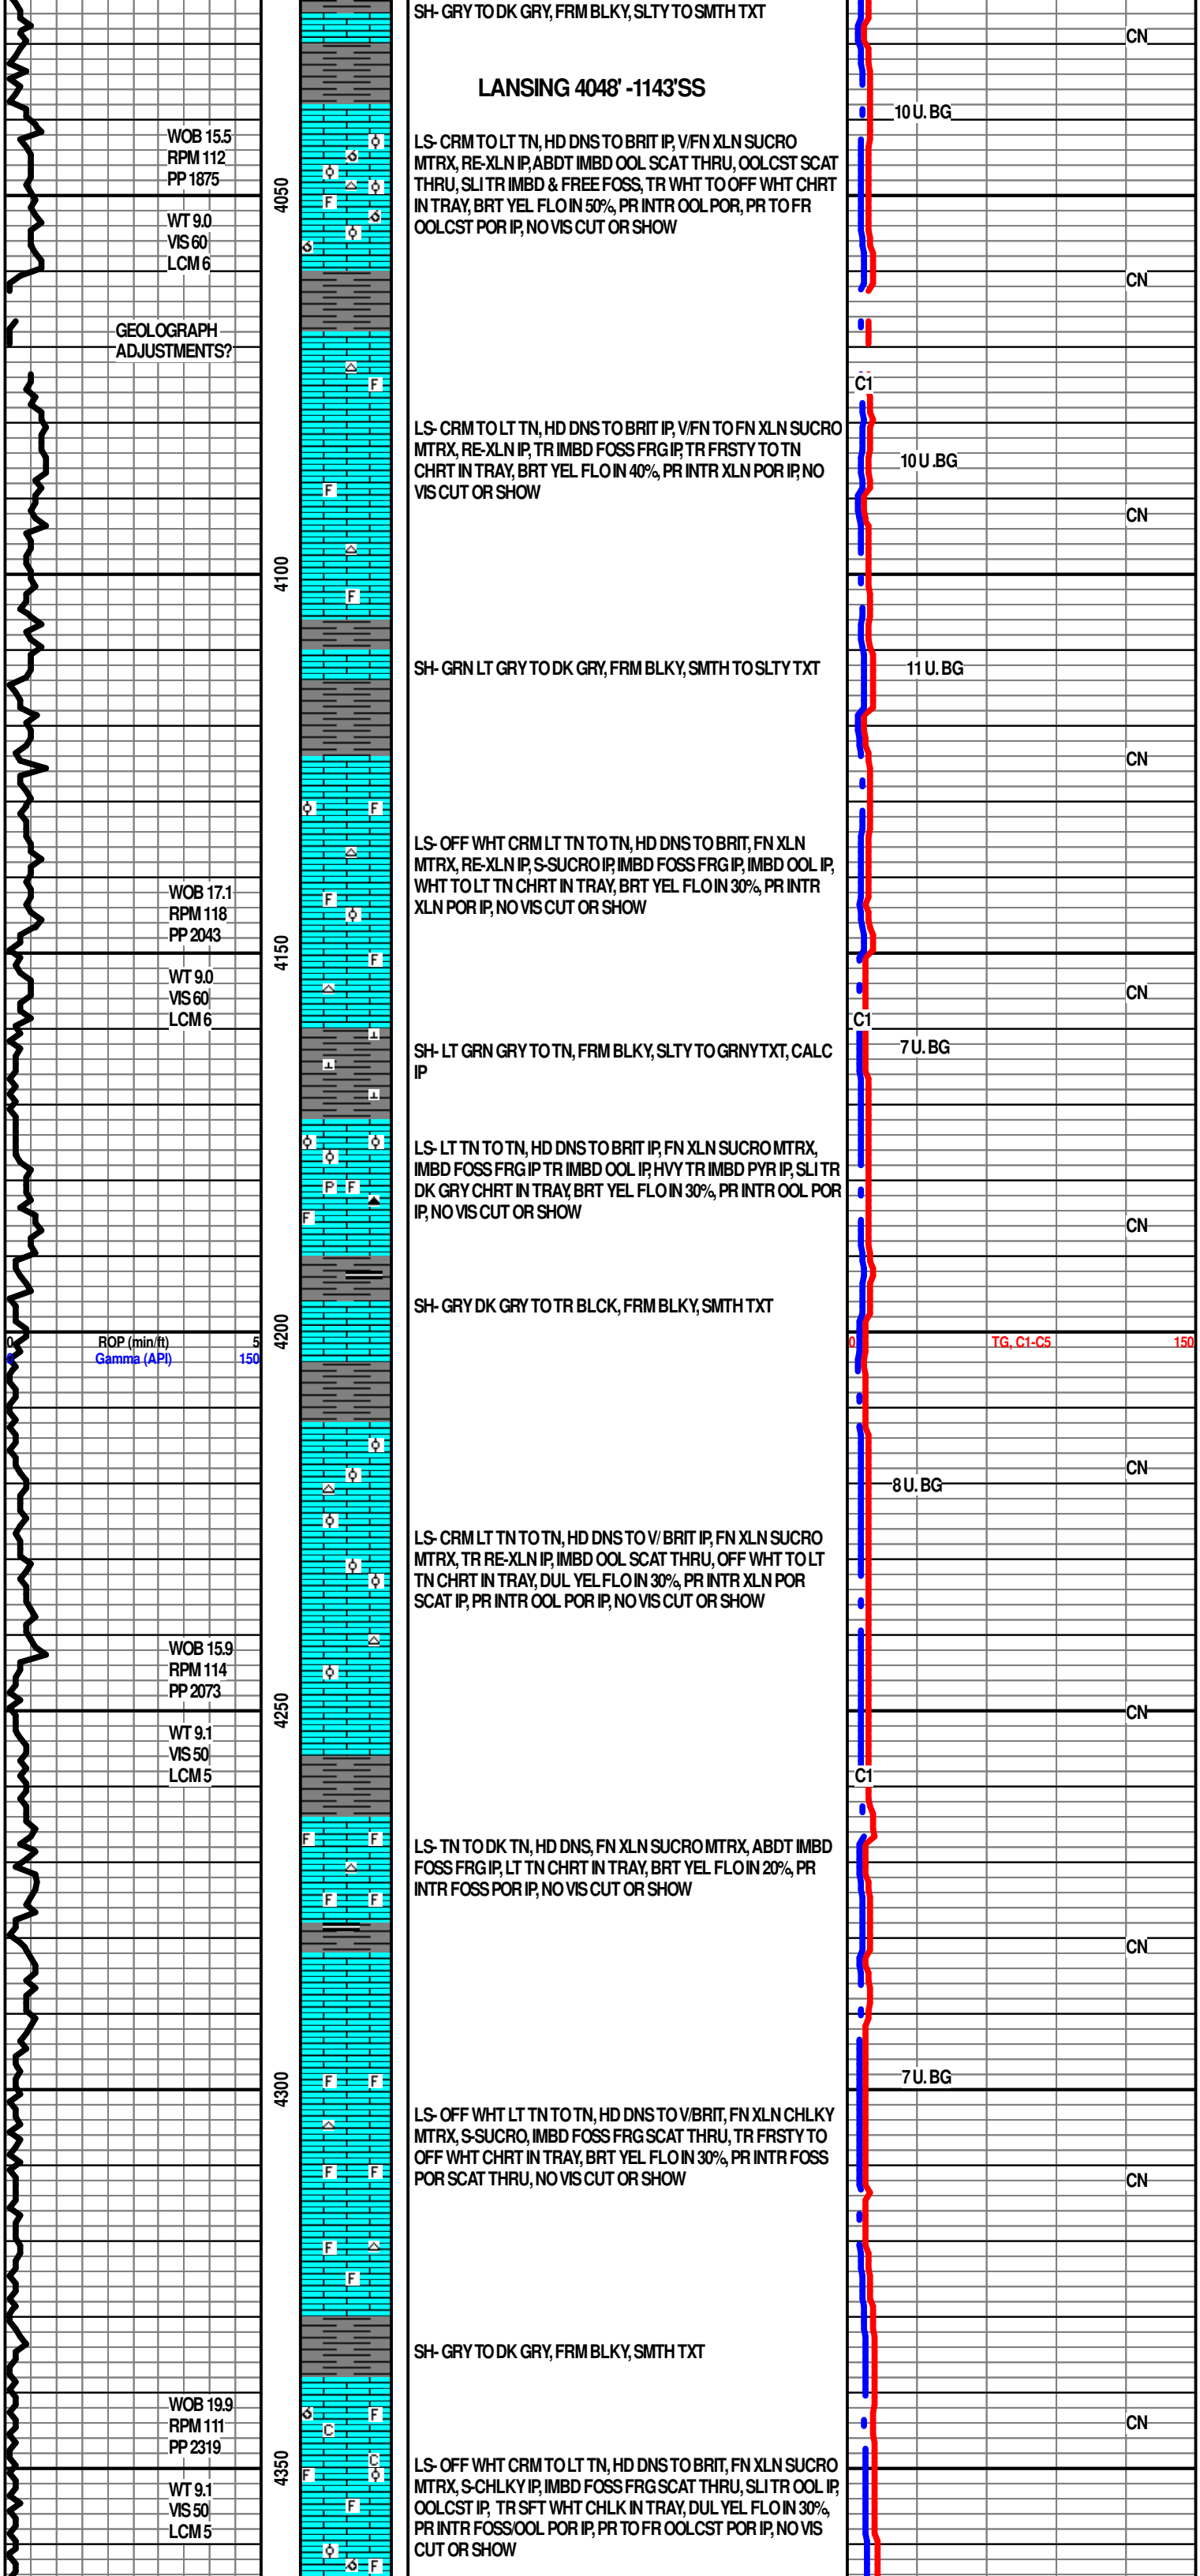 SH- GRY TO DK GRY, FRM BLKY, SLTY TO SMTH TXT
CN
LANSING 4048' -1143'SS
10 U. BG
WOB 15.5
RPM 112
PP 1875
LS- CRM TO LT TN, HD DNS TO BRIT IP, V/FN XLN SUCRO
MTRX, RE-XLN IP, ABDT IMBD OOL SCAT THRU, OOLCST SCAT
THRU, SLI TR IMBD & FREE FOSS, TR WHT TO OFF WHT CHRT
IN TRAY, BRT YEL FLO IN 50%, PR INTR OOL POR, PR TO FR
OOLCST POR IP, NO VIS CUT OR SHOW
4050
F
WT 9.0
VIS 60
LCM 6
CN
GEOLOGRAPH
ADJUSTMENTS?
F
C1
LS- CRM TO LT TN, HD DNS TO BRIT IP, V/FN TO FN XLN SUCRO
MTRX, RE-XLN IP, TR IMBD FOSS FRG IP, TR FRSTY TO TN
CHRT IN TRAY, BRT YEL FLO IN 40%, PR INTR XLN POR IP, NO
VIS CUT OR SHOW
10 U .BG
F
CN
4100
F
SH- GRN LT GRY TO DK GRY, FRM BLKY, SMTH TO SLTY TXT
11 U. BG
CN
F
LS- OFF WHT CRM LT TN TO TN, HD DNS TO BRIT, FN XLN
MTRX, RE-XLN IP, S-SUCRO IP, IMBD FOSS FRG IP, IMBD OOL IP,
WHT TO LT TN CHRT IN TRAY, BRT YEL FLO IN 30%, PR INTR
XLN POR IP, NO VIS CUT OR SHOW
WOB 17.1
RPM 118
PP 2043
F
4150
F
WT 9.0
VIS 60
LCM 6
CN
C1
SH- LT GRN GRY TO TN, FRM BLKY, SLTY TO GRNY TXT, CALC
IP
7 U. BG
LS- LT TN TO TN, HD DNS TO BRIT IP, FN XLN SUCRO MTRX,
IMBD FOSS FRG IP TR IMBD OOL IP, HVY TR IMBD PYR IP, SLI TR
DK GRY CHRT IN TRAY, BRT YEL FLO IN 30%, PR INTR OOL POR
IP, NO VIS CUT OR SHOW
P F
F
CN
SH- GRY DK GRY TO TR BLCK, FRM BLKY, SMTH TXT
4200
0 ROP (min/ft) 5
0 Gamma (API) 150
0 TG, C1-C5 150
CN
8 U. BG
LS- CRM LT TN TO TN, HD DNS TO V/ BRIT IP, FN XLN SUCRO
MTRX, TR RE-XLN IP, IMBD OOL SCAT THRU, OFF WHT TO LT
TN CHRT IN TRAY, DUL YEL FLO IN 30%, PR INTR XLN POR
SCAT IP, PR INTR OOL POR IP, NO VIS CUT OR SHOW
WOB 15.9
RPM 114
PP 2073
4250
CN
WT 9.1
VIS 50
LCM 5
C1
F F
LS- TN TO DK TN, HD DNS, FN XLN SUCRO MTRX, ABDT IMBD
FOSS FRG IP, LT TN CHRT IN TRAY, BRT YEL FLO IN 20%, PR
INTR FOSS POR IP, NO VIS CUT OR SHOW
F F
CN
4300
F F
7 U. BG
LS- OFF WHT LT TN TO TN, HD DNS TO V/BRIT, FN XLN CHLKY
MTRX, S-SUCRO, IMBD FOSS FRG SCAT THRU, TR FRSTY TO
OFF WHT CHRT IN TRAY, BRT YEL FLO IN 30%, PR INTR FOSS
POR SCAT THRU, NO VIS CUT OR SHOW
F F
CN
F
F
SH- GRY TO DK GRY, FRM BLKY, SMTH TXT
WOB 19.9
RPM 111
PP 2319
F
C
CN
C
4350
F
LS- OFF WHT CRM TO LT TN, HD DNS TO BRIT, FN XLN SUCRO
MTRX, S-CHLKY IP, IMBD FOSS FRG SCAT THRU, SLI TR OOL IP,
OOLCST IP, TR SFT WHT CHLK IN TRAY, DUL YEL FLO IN 30%,
PR INTR FOSS/OOL POR IP, PR TO FR OOLCST POR IP, NO VIS
CUT OR SHOW
WT 9.1
VIS 50
LCM 5
F
F